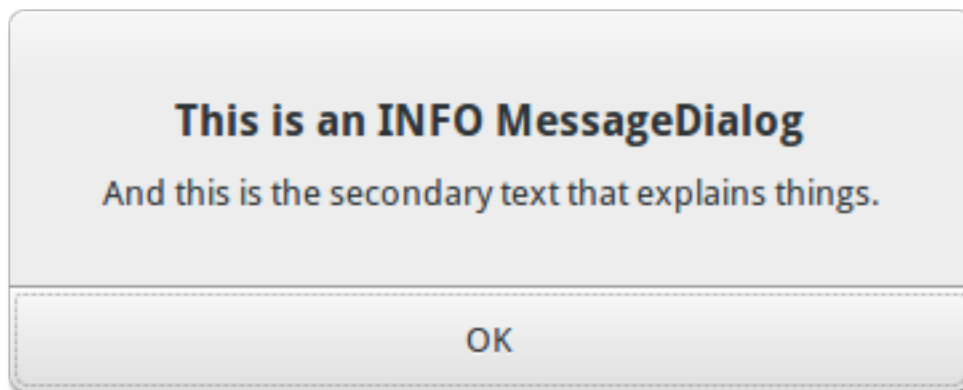 This is an INFO MessageDialog
And this is the secondary text that explains things.
OK